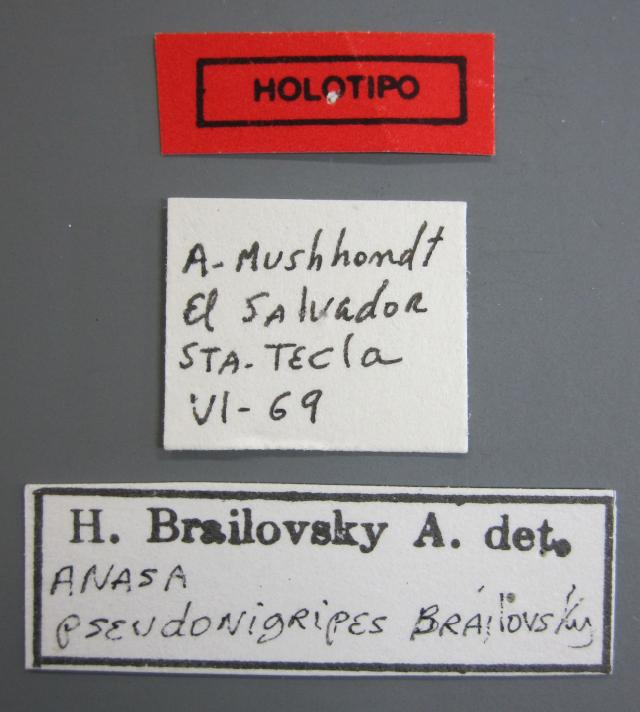 HOLOTIPO
A- Mushhondt
El SAlvador
STA. TEcla
VI- 69
H. Brailovsky A. det.
ANASA
PSEUdONIGRIPES BRAIlOVSky